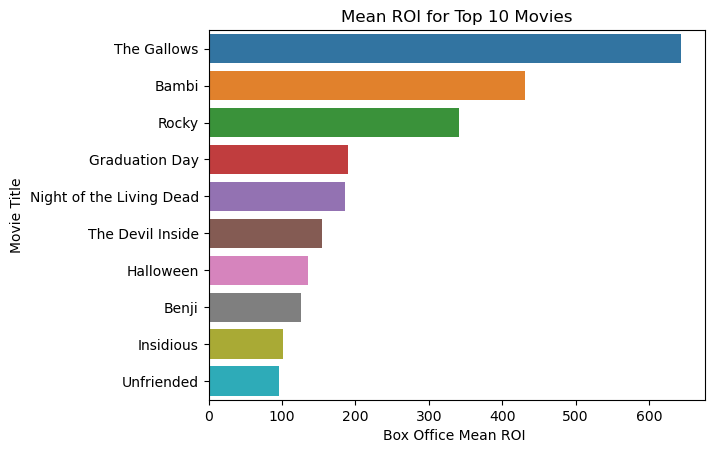 Mean ROI for Top 10 Movies
Movie Title
The Gallows
Bambi
Rocky
Graduation Day
Night of the Living Dead
The Devil Inside
Halloween
Benji
Insidious
Unfriended
0 100 200 300 400 500 600
Box Office Mean ROI